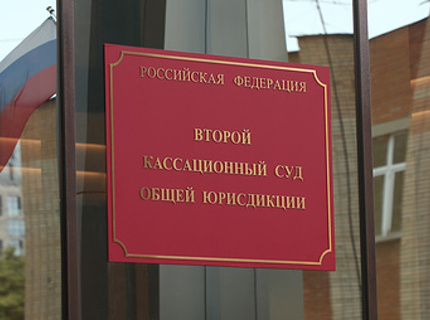 РОССИЙСКАЯ ФЕДЕРАЦИЯ
ВТОРОЙ
КАССАЦИОННЫЙ СУД
ОБЩЕЙ ЮРИСДИКЦИИ